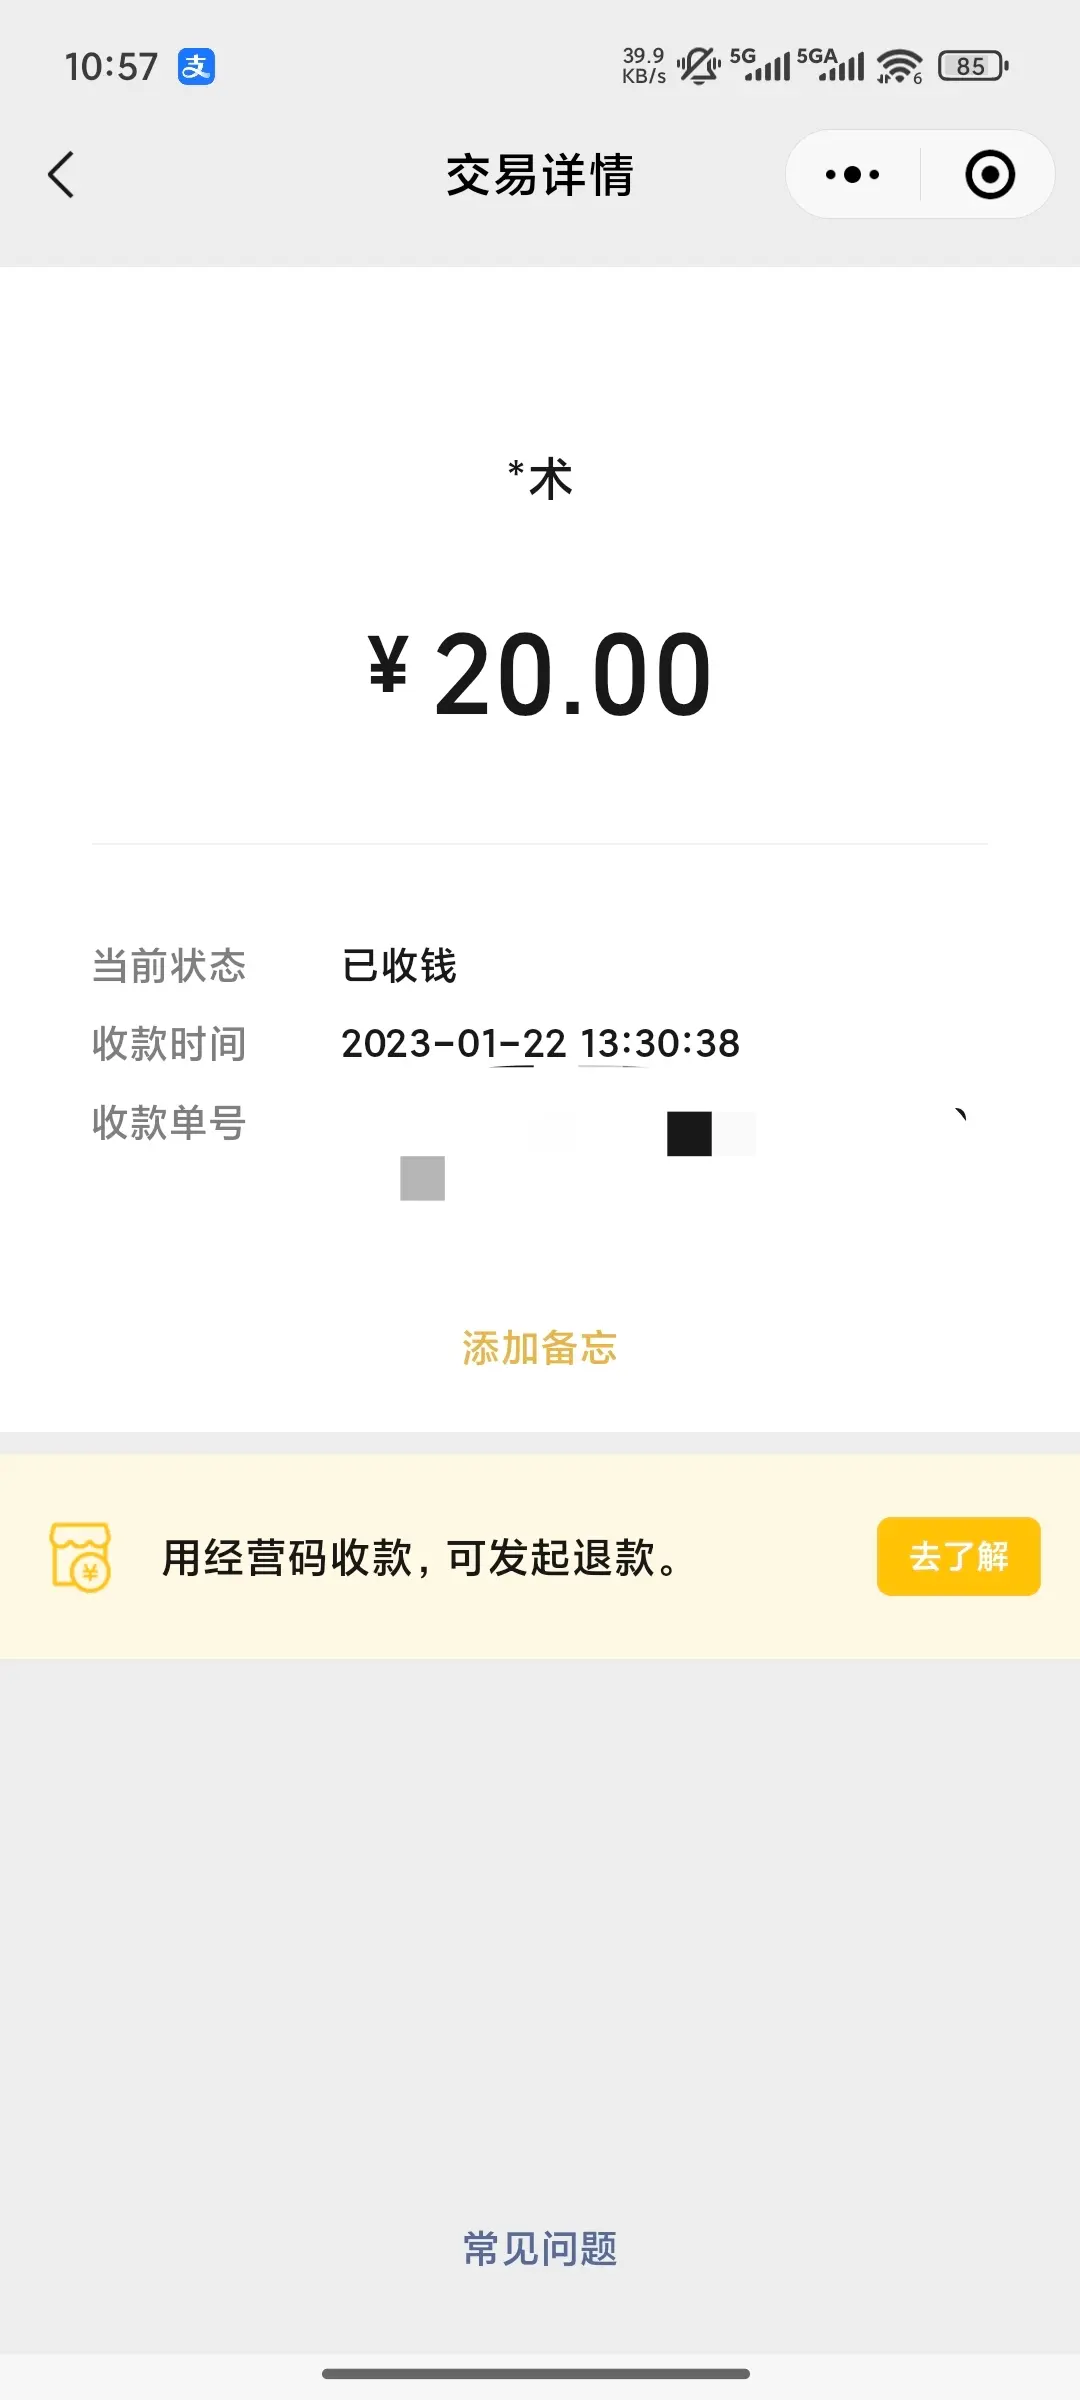 10:57 支 39.9 KB/s 5G 5GA 6 85
交易详情
*术
¥20.00
当前状态 已收钱
收款时间 2023-01-22 13:30:38
收款单号
添加备忘
用经营码收款，可发起退款。 去了解
常见问题